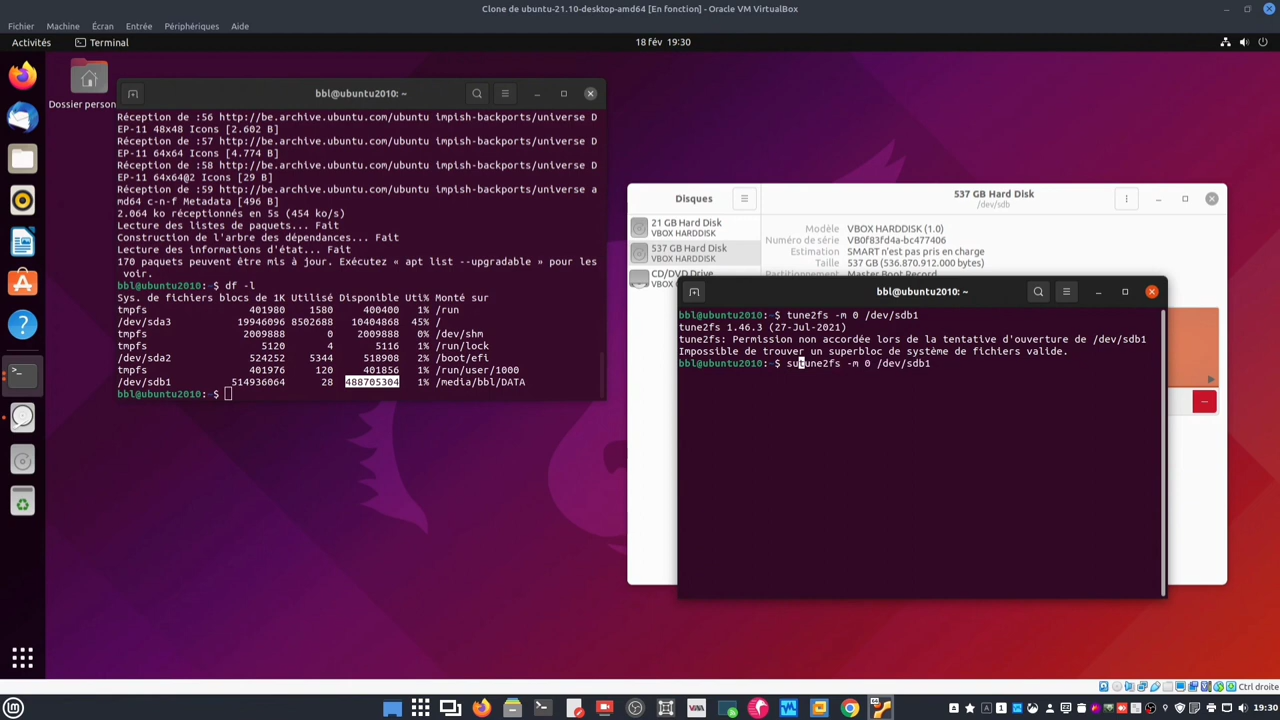 Clone de ubuntu-21.10-desktop-amd64 [En fonction] - Oracle VM VirtualBox
Fichier Machine Écran Entrée Périphériques Aide
Activités Terminal 18 fév 19:30
Dossier person
bbl@ubuntu2010: ~
Réception de :56 http://be.archive.ubuntu.com/ubuntu impish-backports/universe D
EP-11 48x48 Icons [2.602 B]
Réception de :57 http://be.archive.ubuntu.com/ubuntu impish-backports/universe D
EP-11 64x64 Icons [4.774 B]
Réception de :58 http://be.archive.ubuntu.com/ubuntu impish-backports/universe D
EP-11 64x64@2 Icons [29 B]
Réception de :59 http://be.archive.ubuntu.com/ubuntu impish-backports/universe a
md64 c-n-f Metadata [496 B]
2.064 ko réceptionnés en 5s (454 ko/s)
Lecture des listes de paquets... Fait
Construction de l'arbre des dépendances... Fait
Lecture des informations d'état... Fait
170 paquets peuvent être mis à jour. Exécutez « apt list --upgradable » pour les
voir.
bbl@ubuntu2010:~$ df -l
Sys. de fichiers blocs de 1K Utilisé Disponible Uti% Monté sur
tmpfs 401980 1580 400400 1% /run
/dev/sda3 19946096 8502688 10404868 45% /
tmpfs 2009888 0 2009888 0% /dev/shm
tmpfs 5120 4 5116 1% /run/lock
/dev/sda2 524252 5344 518908 2% /boot/efi
tmpfs 401976 120 401856 1% /run/user/1000
/dev/sdb1 514936064 28 488705304 1% /media/bbl/DATA
bbl@ubuntu2010:~$
Disques
537 GB Hard Disk
/dev/sdb
21 GB Hard Disk
VBOX HARDDISK
537 GB Hard Disk
VBOX HARDDISK
CD/DVD Drive
VBOX
Modèle VBOX HARDDISK (1.0)
Numéro de série VB0f83fd4a-bc477406
Estimation SMART n'est pas pris en charge
Taille 537 GB (536.870.912.000 bytes)
Partitionnement Master Boot Record
bbl@ubuntu2010: ~
bbl@ubuntu2010:~$ tune2fs -m 0 /dev/sdb1
tune2fs 1.46.3 (27-Jul-2021)
tune2fs: Permission non accordée lors de la tentative d'ouverture de /dev/sdb1
Impossible de trouver un superbloc de système de fichiers valide.
bbl@ubuntu2010:~$ sutune2fs -m 0 /dev/sdb1
Ctrl droite
19:30